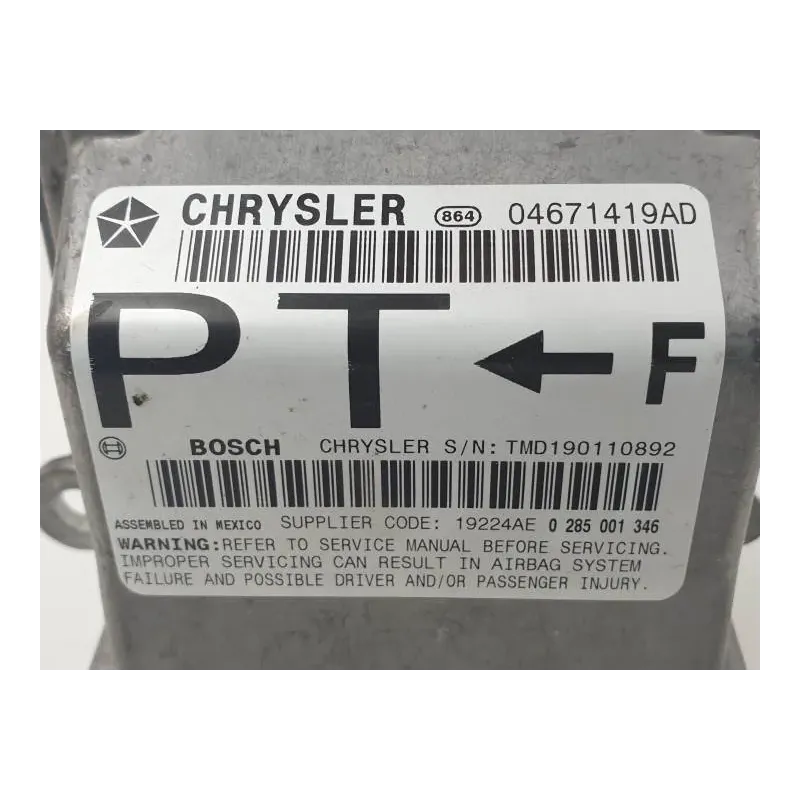 CHRYSLER 864 04671419AD
PT F
BOSCH CHRYSLER S/N: TMD190110892
ASSEMBLED IN MEXICO SUPPLIER CODE: 19224AE 0 285 001 346
WARNING: REFER TO SERVICE MANUAL BEFORE SERVICING.
IMPROPER SERVICING CAN RESULT IN AIRBAG SYSTEM
FAILURE AND POSSIBLE DRIVER AND/OR PASSENGER INJURY.